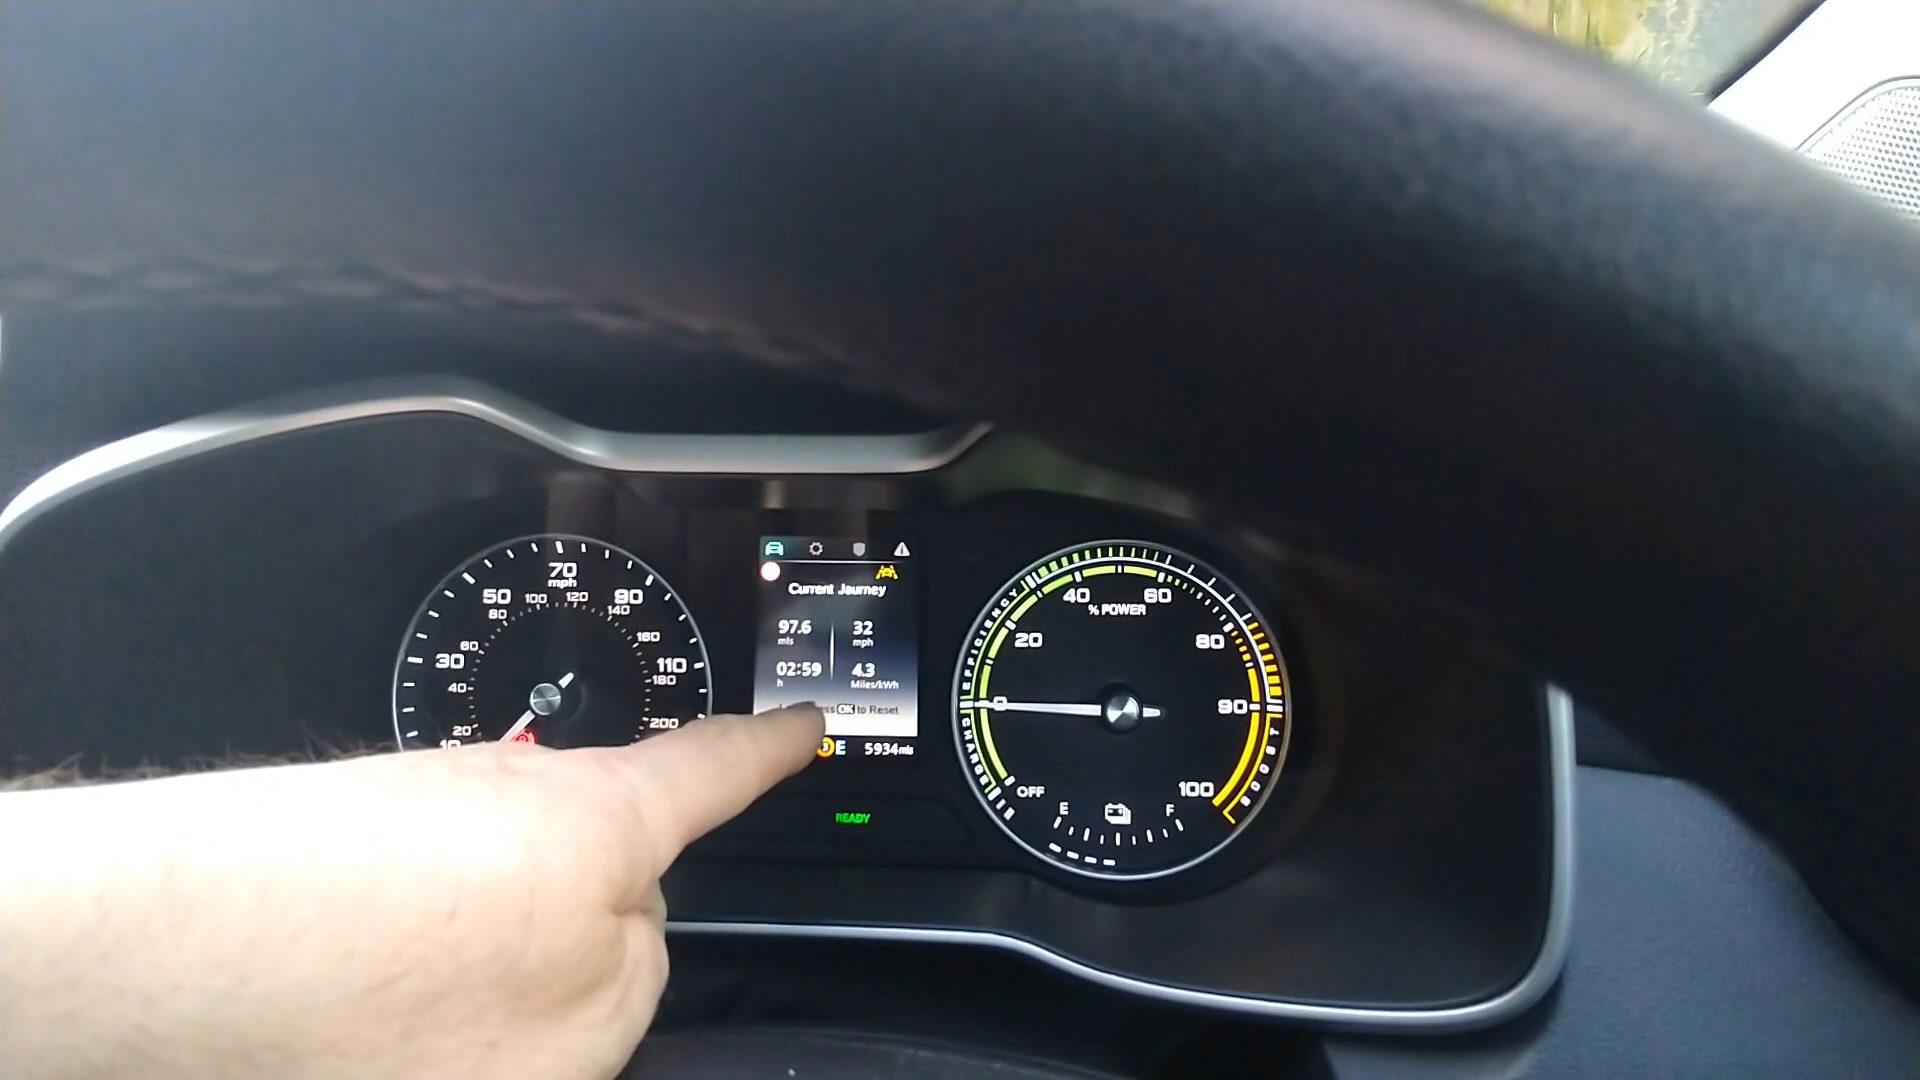 Current Journey
97.6
mls
32
mph
02:59
h
4.3
Miles/kWh
OK to Reset
E
5934mls
READY
10
30
50
70
90
110
mph
20
40
60
80
100
120
140
160
180
200
EFFICIENCY
CHARGE
BOOST
OFF
0
20
40
60
80
90
100
% POWER
E
F